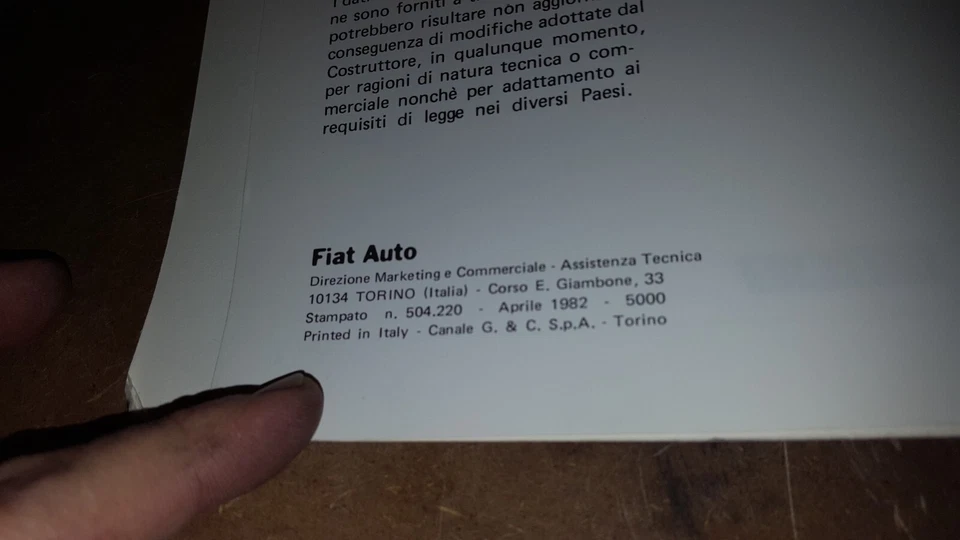 I dati
ne sono forniti a
potrebbero risultare non aggior
conseguenza di modifiche adottate dal
Costruttore, in qualunque momento,
per ragioni di natura tecnica o com-
merciale nonchè per adattamento ai
requisiti di legge nei diversi Paesi.
Fiat Auto
Direzione Marketing e Commerciale - Assistenza Tecnica
10134 TORINO (Italia) - Corso E. Giambone, 33
Stampato n. 504.220 - Aprile 1982 - 5000
Printed in Italy - Canale G. & C. S.p.A. - Torino